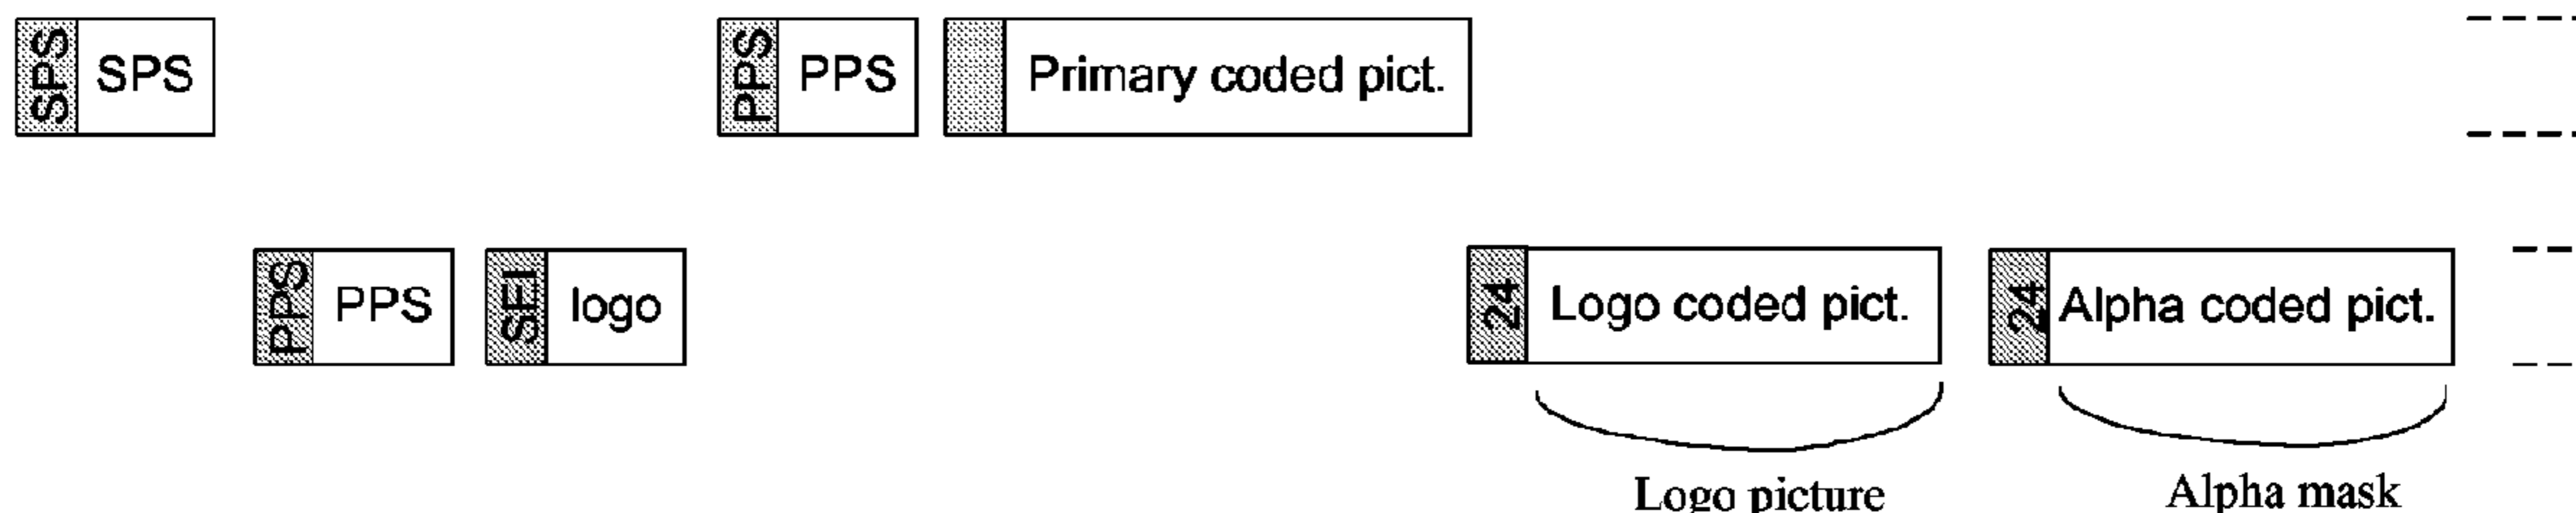 SPS SPS PPS PPS Primary coded pict.
PPS PPS SEI logo 24 Logo coded pict. 24 Alpha coded pict.
Logo picture Alpha mask